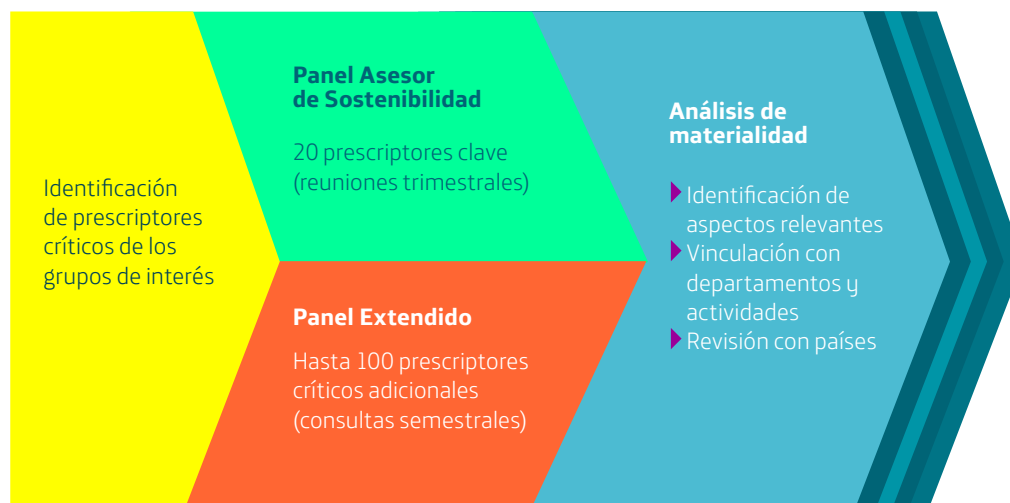 Identificación
de prescriptores
críticos de los
grupos de interés
Panel Asesor
de Sostenibilidad
20 prescriptores clave
(reuniones trimestrales)
Panel Extendido
Hasta 100 prescriptores
críticos adicionales
(consultas semestrales)
Análisis de
materialidad
Identificación de
aspectos relevantes
Vinculación con
departamentos y
actividades
Revisión con países